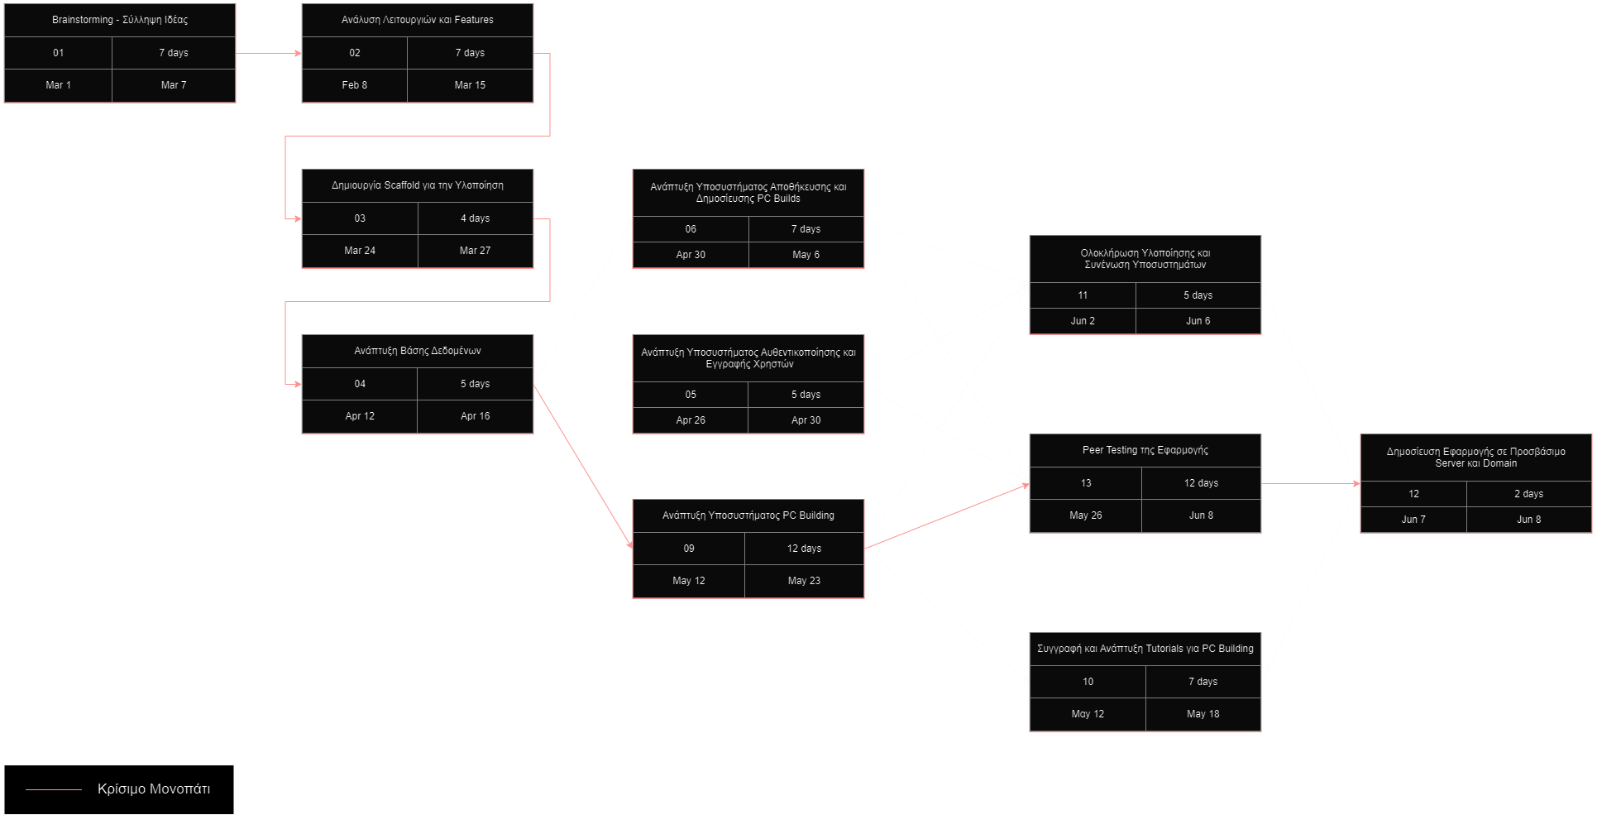 Brainstorming - Σύλληψη Ιδέας
01
7 days
Mar 1
Mar 7
Ανάλυση Λειτουργιών και Features
02
7 days
Feb 8
Mar 15
Δημιουργία Scaffold για την Υλοποίηση
03
4 days
Mar 24
Mar 27
Ανάπτυξη Υποσυστήματος Αποθήκευσης και
Δημοσίευσης PC Builds
06
7 days
Apr 30
May 6
Ολοκλήρωση Υλοποίησης και
Συνένωση Υποσυστημάτων
11
5 days
Jun 2
Jun 6
Ανάπτυξη Βάσης Δεδομένων
04
5 days
Apr 12
Apr 16
Ανάπτυξη Υποσυστήματος Αυθεντικοποίησης και
Εγγραφής Χρηστών
05
5 days
Apr 26
Apr 30
Peer Testing της Εφαρμογής
13
12 days
May 26
Jun 8
Δημοσίευση Εφαρμογής σε Προσβάσιμο
Server και Domain
12
2 days
Jun 7
Jun 8
Ανάπτυξη Υποσυστήματος PC Building
09
12 days
May 12
May 23
Συγγραφή και Ανάπτυξη Tutorials για PC Building
10
7 days
May 12
May 18
Κρίσιμο Μονοπάτι